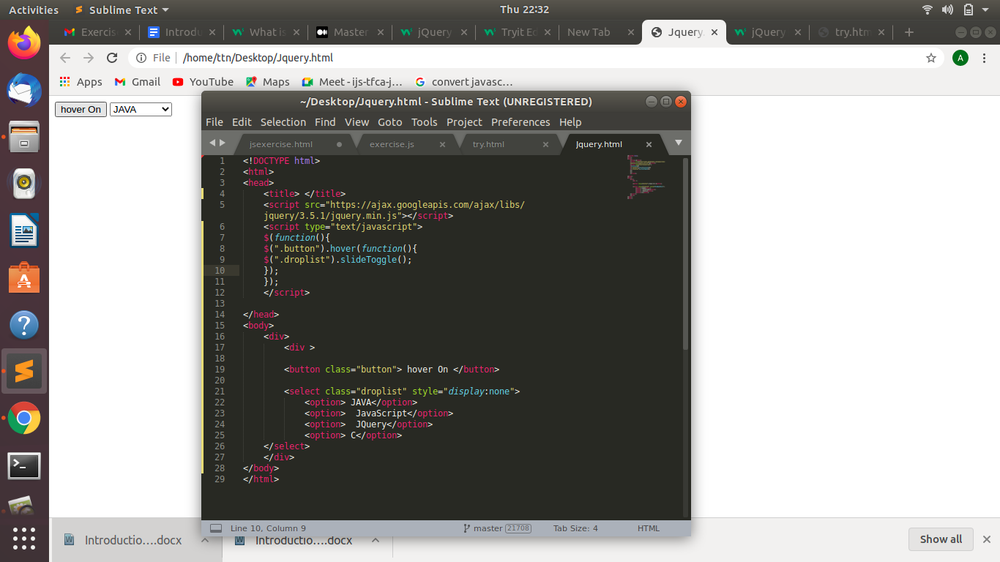 Activities Sublime Text Thu 22:32
Exercis Introdu What is Master jQuery Tryit Ed New Tab Jquery. jQuery try.htm
File /home/ttn/Desktop/Jquery.html A
Apps Gmail YouTube Maps Meet - ijs-tfca-j… convert javasc…
hover On JAVA
~/Desktop/Jquery.html - Sublime Text (UNREGISTERED)
File Edit Selection Find View Goto Tools Project Preferences Help
jsexercise.html exercise.js try.html Jquery.html
1 <!DOCTYPE html>
2 <html>
3 <head>
4 <title> </title>
5 <script src="https://ajax.googleapis.com/ajax/libs/
jquery/3.5.1/jquery.min.js"></script>
6 <script type="text/javascript">
7 $(function(){
8 $(".button").hover(function(){
9 $(".droplist").slideToggle();
10 });
11 });
12 </script>
13
14 </head>
15 <body>
16 <div>
17 <div >
18
19 <button class="button"> hover On </button>
20
21 <select class="droplist" style="display:none">
22 <option> JAVA</option>
23 <option>  JavaScript</option>
24 <option>  JQuery</option>
25 <option> C</option>
26 </select>
27 </div>
28 </body>
29 </html>
Line 10, Column 9 master 21708 Tab Size: 4 HTML
Introductio….docx Introductio….docx Show all